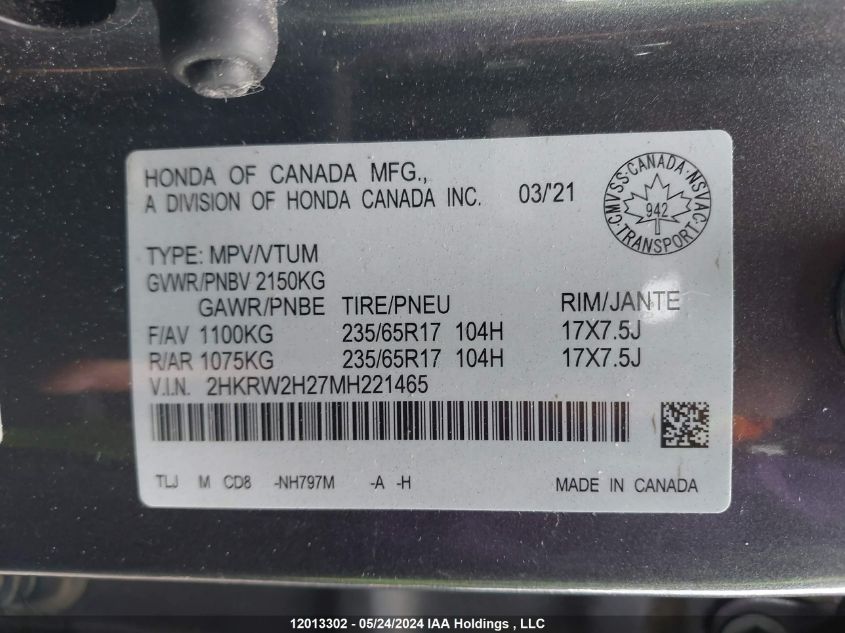 HONDA OF CANADA MFG.,
A DIVISION OF HONDA CANADA INC. 03/'21
CMVSS·CANADA·NSVAC
942
TRANSPORT
TYPE: MPV/VTUM
GVWR/PNBV 2150KG
GAWR/PNBE TIRE/PNEU RIM/JANTE
F/AV 1100KG 235/65R17 104H 17X7.5J
R/AR 1075KG 235/65R17 104H 17X7.5J
V.I.N. 2HKRW2H27MH221465
TLJ M CD8 -NH797M -A -H MADE IN CANADA
12013302 - 05/24/2024 IAA Holdings , LLC